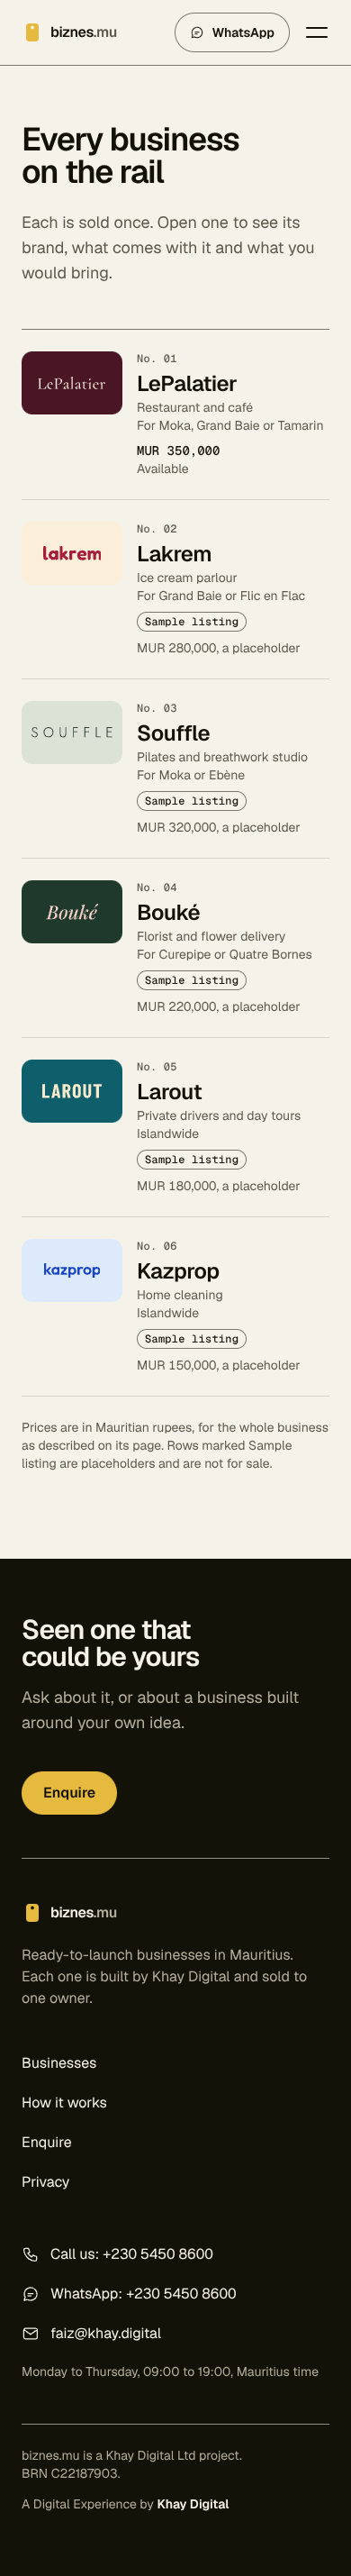 biznes.mu
WhatsApp
Every business
on the rail
Each is sold once. Open one to see its
brand, what comes with it and what you
would bring.
LePalatier
No. 01
LePalatier
Restaurant and café
For Moka, Grand Baie or Tamarin
MUR 350,000
Available
lakrem
No. 02
Lakrem
Ice cream parlour
For Grand Baie or Flic en Flac
Sample listing
MUR 280,000, a placeholder
SOUFFLE
No. 03
Souffle
Pilates and breathwork studio
For Moka or Ebène
Sample listing
MUR 320,000, a placeholder
Bouké
No. 04
Bouké
Florist and flower delivery
For Curepipe or Quatre Bornes
Sample listing
MUR 220,000, a placeholder
LAROUT
No. 05
Larout
Private drivers and day tours
Islandwide
Sample listing
MUR 180,000, a placeholder
kazprop
No. 06
Kazprop
Home cleaning
Islandwide
Sample listing
MUR 150,000, a placeholder
Prices are in Mauritian rupees, for the whole business
as described on its page. Rows marked Sample
listing are placeholders and are not for sale.
Seen one that
could be yours
Ask about it, or about a business built
around your own idea.
Enquire
biznes.mu
Ready-to-launch businesses in Mauritius.
Each one is built by Khay Digital and sold to
one owner.
Businesses
How it works
Enquire
Privacy
Call us: +230 5450 8600
WhatsApp: +230 5450 8600
faiz@khay.digital
Monday to Thursday, 09:00 to 19:00, Mauritius time
biznes.mu is a Khay Digital Ltd project.
BRN C22187903.
A Digital Experience by Khay Digital